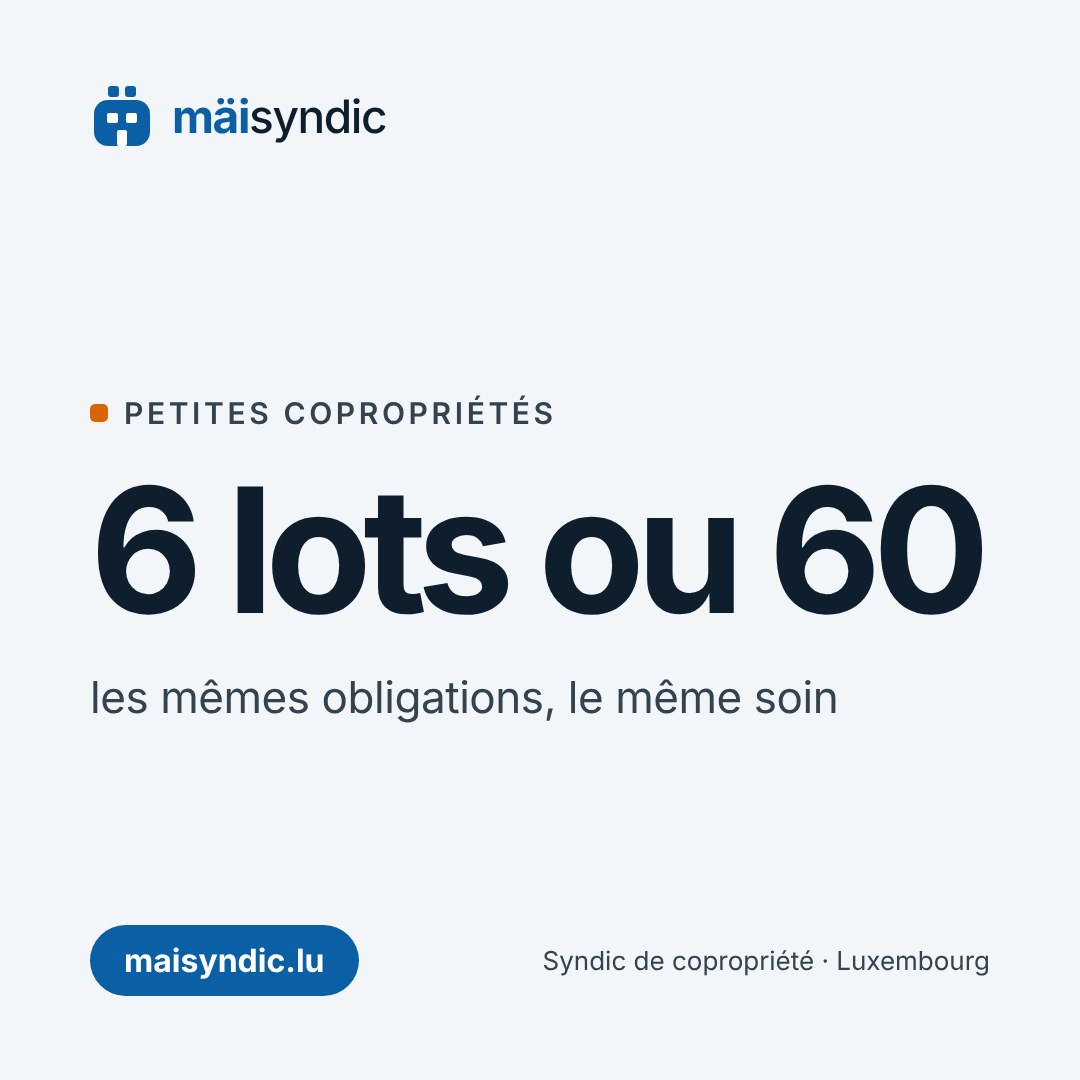 mäisyndic
PETITES COPROPRIÉTÉS
6 lots ou 60
les mêmes obligations, le même soin
maisyndic.lu
Syndic de copropriété · Luxembourg